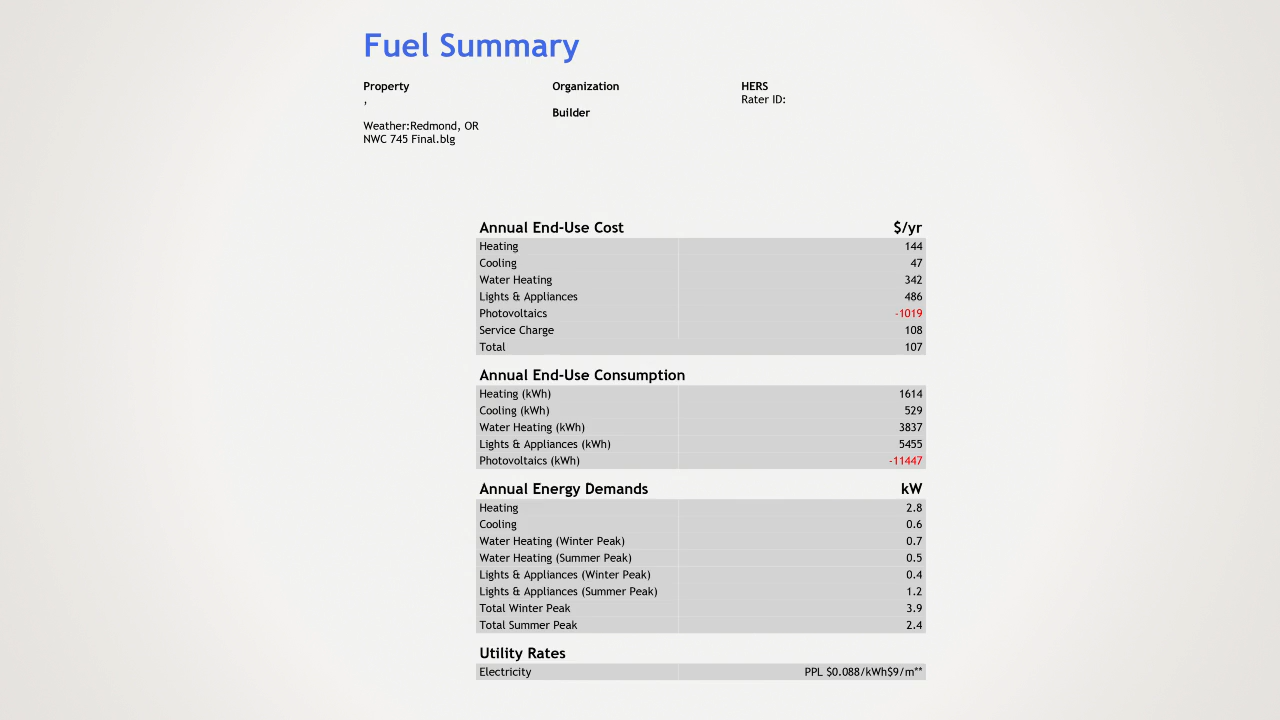 Fuel Summary
Property
,
Weather:Redmond, OR
NWC 745 Final.blg
Organization
Builder
HERS
Rater ID:
Annual End-Use Cost $/yr
Heating 144
Cooling 47
Water Heating 342
Lights & Appliances 486
Photovoltaics -1019
Service Charge 108
Total 107
Annual End-Use Consumption
Heating (kWh) 1614
Cooling (kWh) 529
Water Heating (kWh) 3837
Lights & Appliances (kWh) 5455
Photovoltaics (kWh) -11447
Annual Energy Demands kW
Heating 2.8
Cooling 0.6
Water Heating (Winter Peak) 0.7
Water Heating (Summer Peak) 0.5
Lights & Appliances (Winter Peak) 0.4
Lights & Appliances (Summer Peak) 1.2
Total Winter Peak 3.9
Total Summer Peak 2.4
Utility Rates
Electricity PPL $0.088/kWh$9/m**